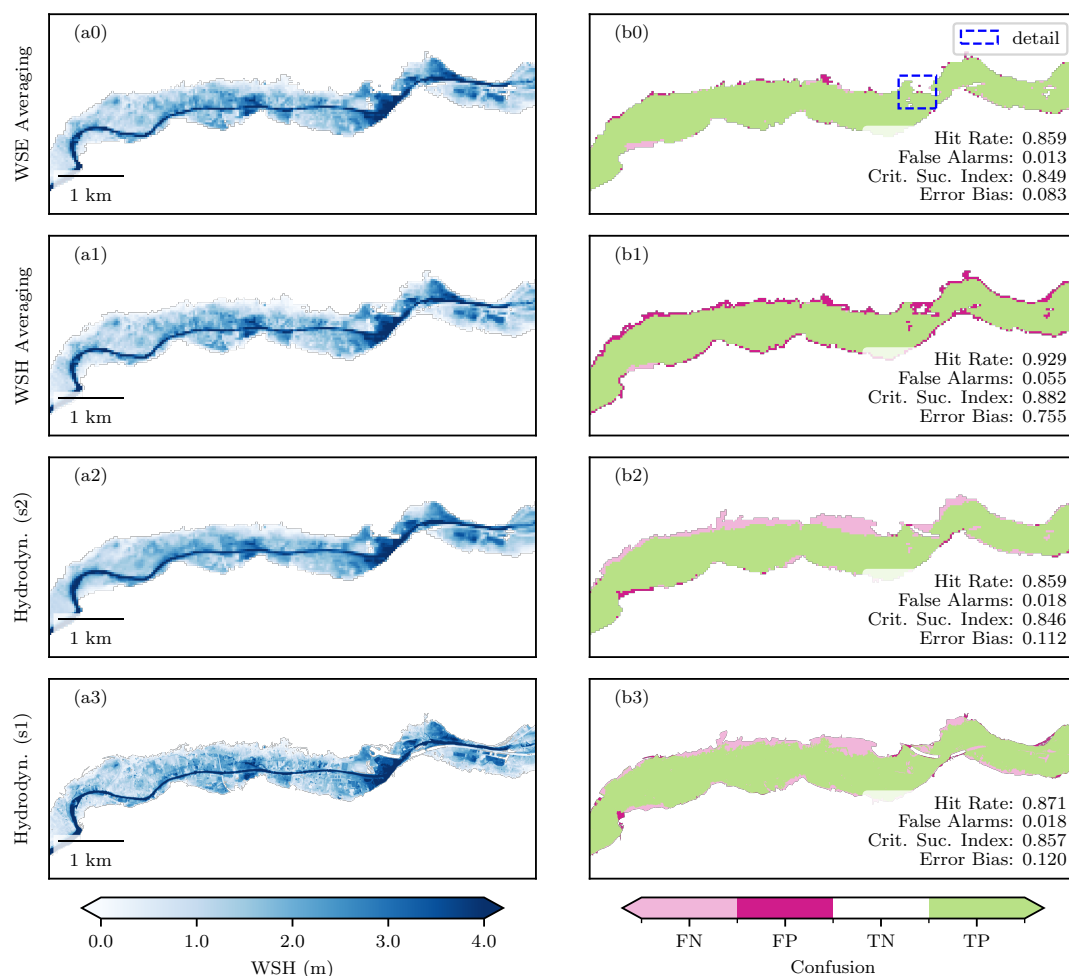 WSE Averaging
(a0)
1 km
(b0)
detail
Hit Rate: 0.859
False Alarms: 0.013
Crit. Suc. Index: 0.849
Error Bias: 0.083
WSH Averaging
(a1)
1 km
(b1)
Hit Rate: 0.929
False Alarms: 0.055
Crit. Suc. Index: 0.882
Error Bias: 0.755
Hydrodyn. (s2)
(a2)
1 km
(b2)
Hit Rate: 0.859
False Alarms: 0.018
Crit. Suc. Index: 0.846
Error Bias: 0.112
Hydrodyn. (s1)
(a3)
1 km
(b3)
Hit Rate: 0.871
False Alarms: 0.018
Crit. Suc. Index: 0.857
Error Bias: 0.120
0.0 1.0 2.0 3.0 4.0
WSH (m)
FN FP TN TP
Confusion